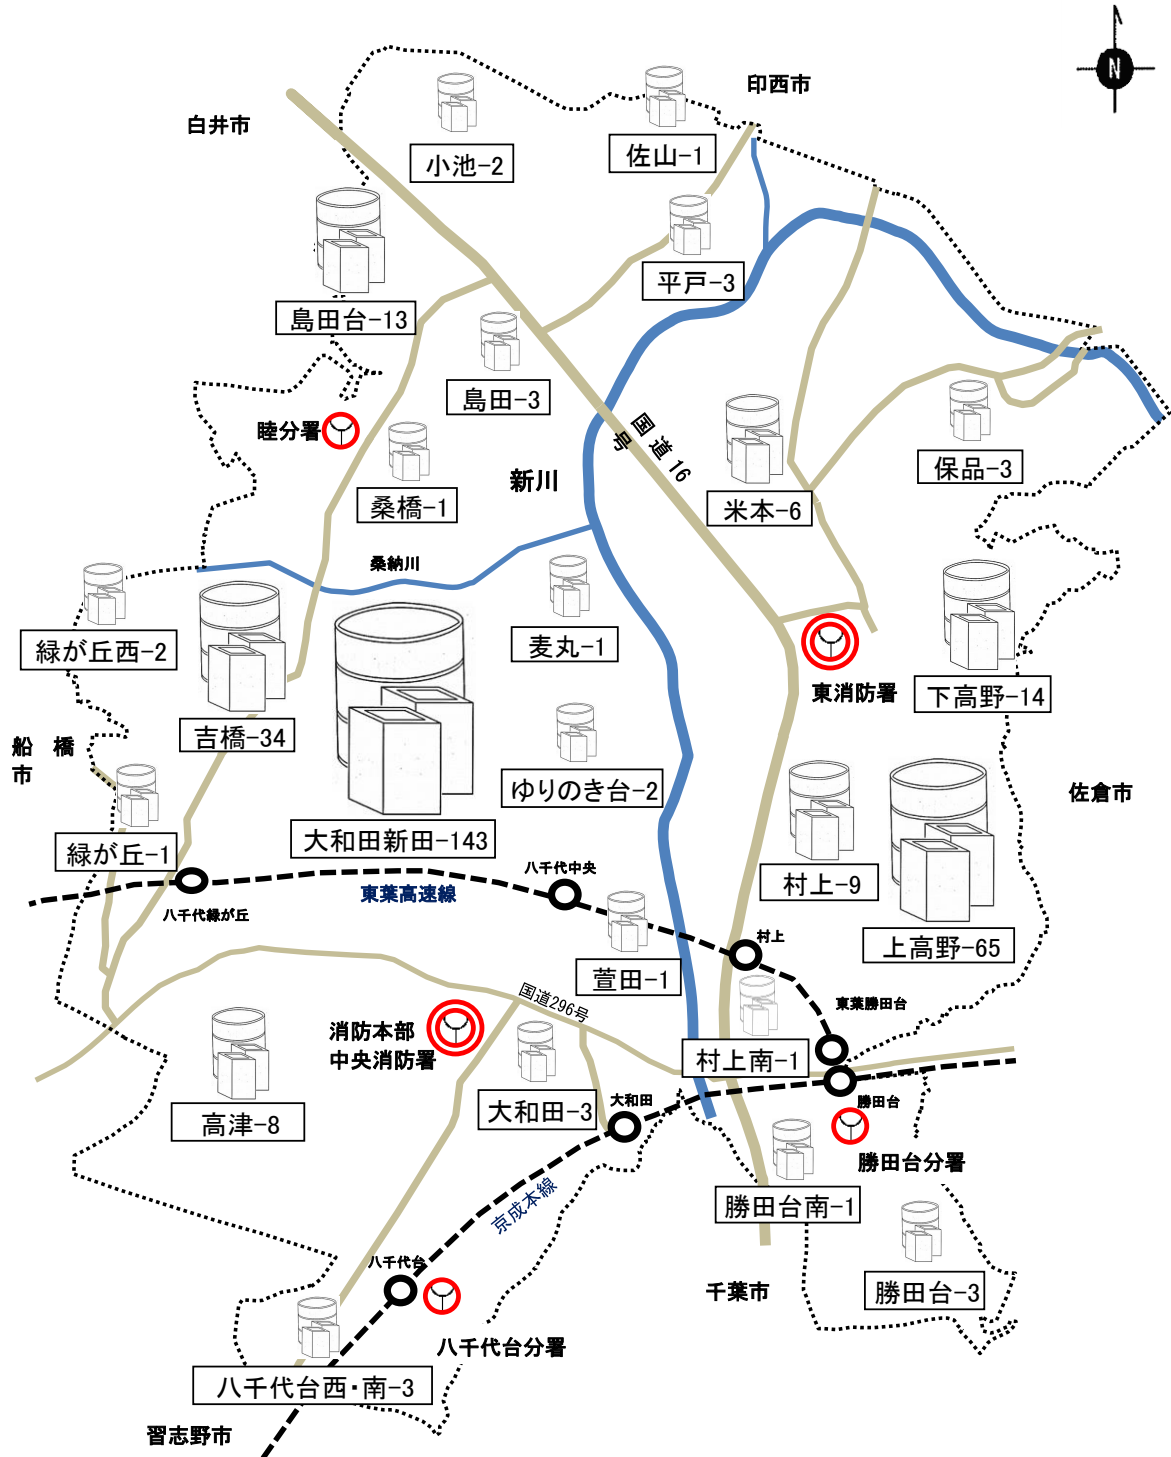 N
印西市
白井市
小池-2
佐山-1
平戸-3
島田台-13
島田-3
睦分署
国道16
号
新川
桑橋-1
米本-6
保品-3
桑納川
緑が丘西-2
麦丸-1
東消防署
下高野-14
吉橋-34
船 橋
市
ゆりのき台-2
佐倉市
大和田新田-143
緑が丘-1
八千代中央
東葉高速線
八千代緑が丘
村上-9
上高野-65
村上
萱田-1
国道296号
東葉勝田台
消防本部
中央消防署
村上南-1
高津-8
大和田-3
大和田
勝田台
勝田台分署
勝田台南-1
京成本線
八千代台
千葉市
勝田台-3
八千代台分署
八千代台西・南-3
習志野市